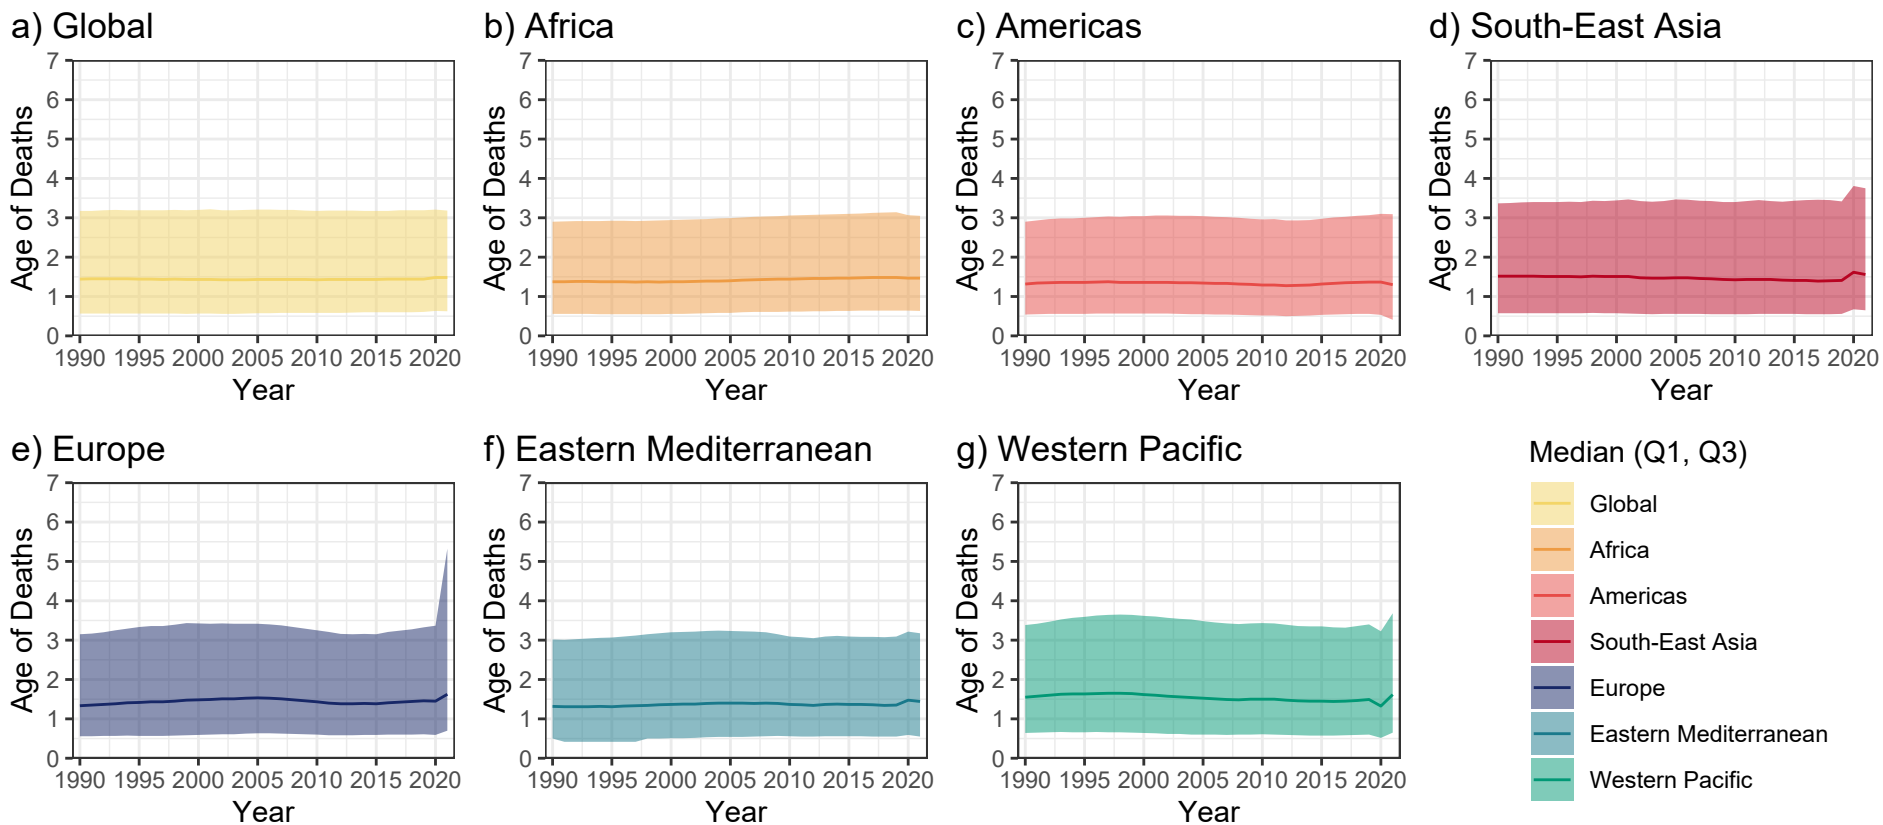 a) Global
b) Africa
c) Americas
d) South-East Asia
Age of Deaths
7
6
5
4
3
2
1
0
1990 1995 2000 2005 2010 2015 2020
Year
Age of Deaths
7
6
5
4
3
2
1
0
1990 1995 2000 2005 2010 2015 2020
Year
Age of Deaths
7
6
5
4
3
2
1
0
1990 1995 2000 2005 2010 2015 2020
Year
Age of Deaths
7
6
5
4
3
2
1
0
1990 1995 2000 2005 2010 2015 2020
Year
e) Europe
f) Eastern Mediterranean
g) Western Pacific
Age of Deaths
7
6
5
4
3
2
1
0
1990 1995 2000 2005 2010 2015 2020
Year
Age of Deaths
7
6
5
4
3
2
1
0
1990 1995 2000 2005 2010 2015 2020
Year
Age of Deaths
7
6
5
4
3
2
1
0
1990 1995 2000 2005 2010 2015 2020
Year
Median (Q1, Q3)
Global
Africa
Americas
South-East Asia
Europe
Eastern Mediterranean
Western Pacific